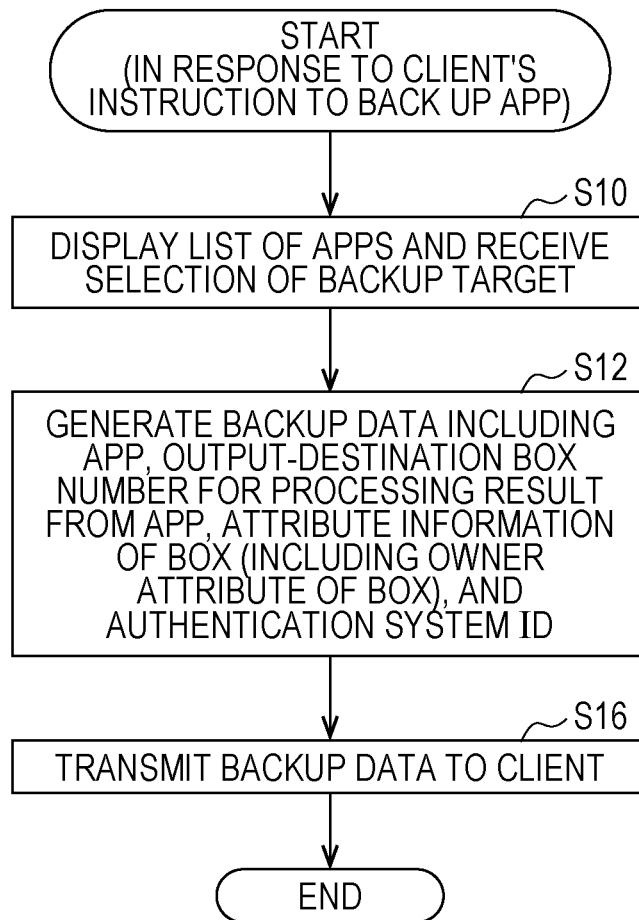 START
(IN RESPONSE TO CLIENT'S
INSTRUCTION TO BACK UP APP)
S10
DISPLAY LIST OF APPS AND RECEIVE
SELECTION OF BACKUP TARGET
S12
GENERATE BACKUP DATA INCLUDING
APP, OUTPUT-DESTINATION BOX
NUMBER FOR PROCESSING RESULT
FROM APP, ATTRIBUTE INFORMATION
OF BOX (INCLUDING OWNER
ATTRIBUTE OF BOX), AND
AUTHENTICATION SYSTEM ID
S16
TRANSMIT BACKUP DATA TO CLIENT
END